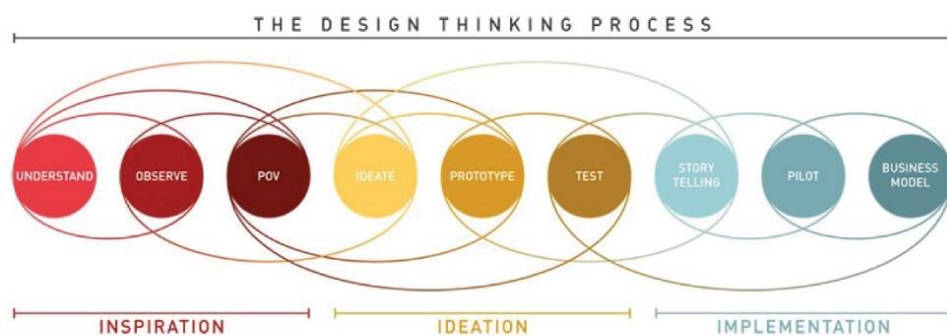 THE DESIGN THINKING PROCESS
UNDERSTAND
OBSERVE
POV
IDEATE
PROTOTYPE
TEST
STORY
TELLING
PILOT
BUSINESS
MODEL
INSPIRATION
IDEATION
IMPLEMENTATION